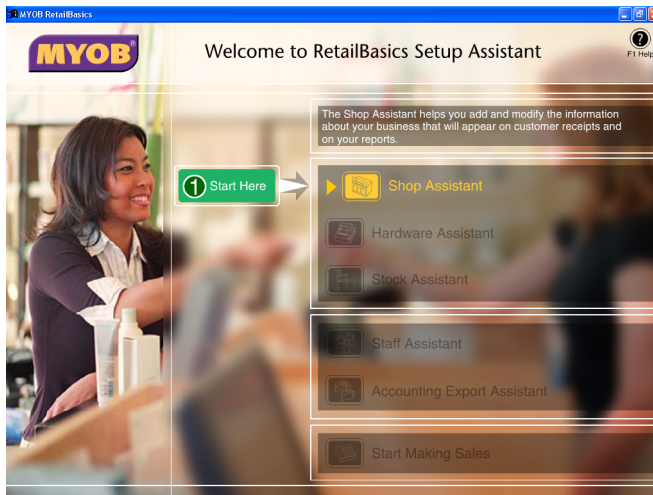 MYOB RetailBasics
MYOB®
Welcome to RetailBasics Setup Assistant
?
F1 Help
The Shop Assistant helps you add and modify the information
about your business that will appear on customer receipts and
on your reports.
1 Start Here
Shop Assistant
Hardware Assistant
Stock Assistant
Staff Assistant
Accounting Export Assistant
Start Making Sales